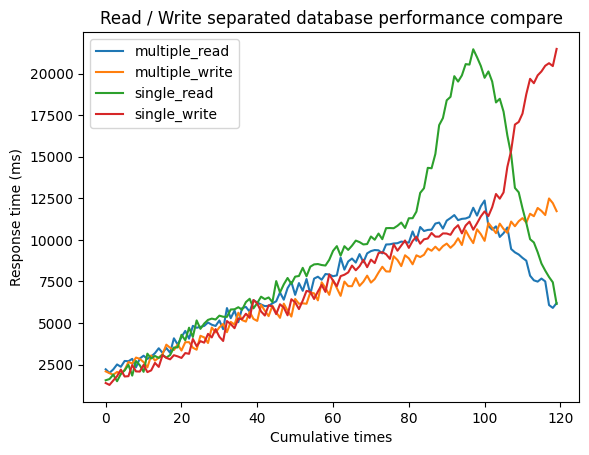 Read / Write separated database performance compare
multiple_read
multiple_write
single_read
single_write
Response time (ms)
20000
17500
15000
12500
10000
7500
5000
2500
0 20 40 60 80 100 120
Cumulative times